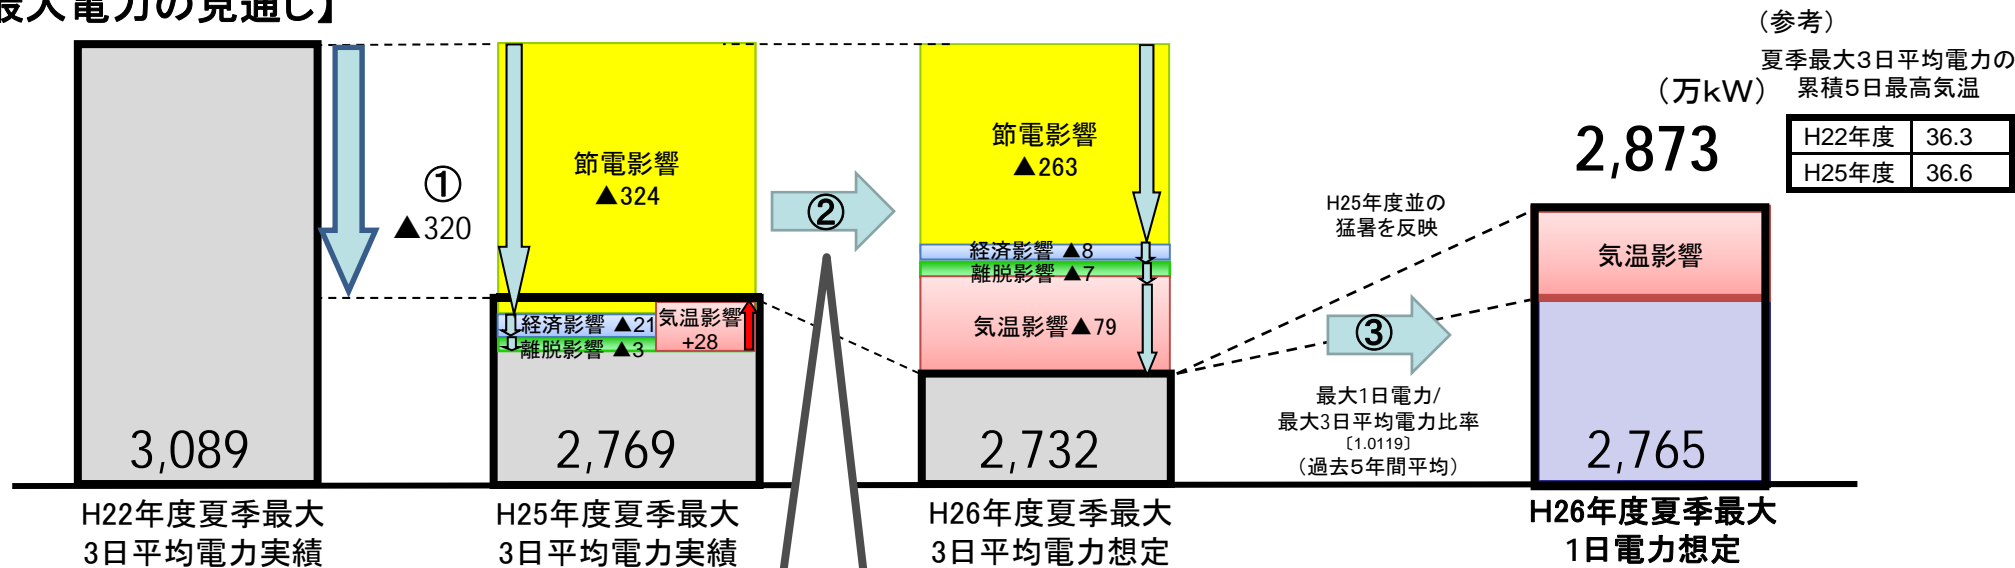 最大電力の見通し】
(参考)
夏季最大3日平均電力の
累積5日最高気温
H22年度 36.3
H25年度 36.6
(万kW)
2,873
①
▲320
節電影響
▲324
②
節電影響
▲263
経済影響 ▲8
離脱影響 ▲7
気温影響▲79
経済影響 ▲21
離脱影響 ▲3
気温影響
+28
H25年度並の
猛暑を反映
③
気温影響
最大1日電力/
最大3日平均電力比率
〔1.0119〕
(過去5年間平均)
3,089
2,769
2,732
2,765
H22年度夏季最大
3日平均電力実績
H25年度夏季最大
3日平均電力実績
H26年度夏季最大
3日平均電力想定
H26年度夏季最大
1日電力想定